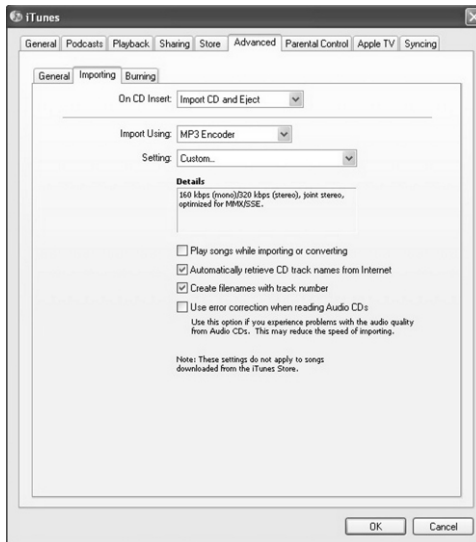 iTunes
General Podcasts Playback Sharing Store Advanced Parental Control Apple TV Syncing
General Importing Burning
On CD Insert: Import CD and Eject
Import Using: MP3 Encoder
Setting: Custom...
Details
160 kbps (mono)/320 kbps (stereo), joint stereo,
optimized for MMX/SSE.
Play songs while importing or converting
Automatically retrieve CD track names from Internet
Create filenames with track number
Use error correction when reading Audio CDs
Use this option if you experience problems with the audio quality
from Audio CDs. This may reduce the speed of importing.
Note: These settings do not apply to songs
downloaded from the iTunes Store.
OK Cancel